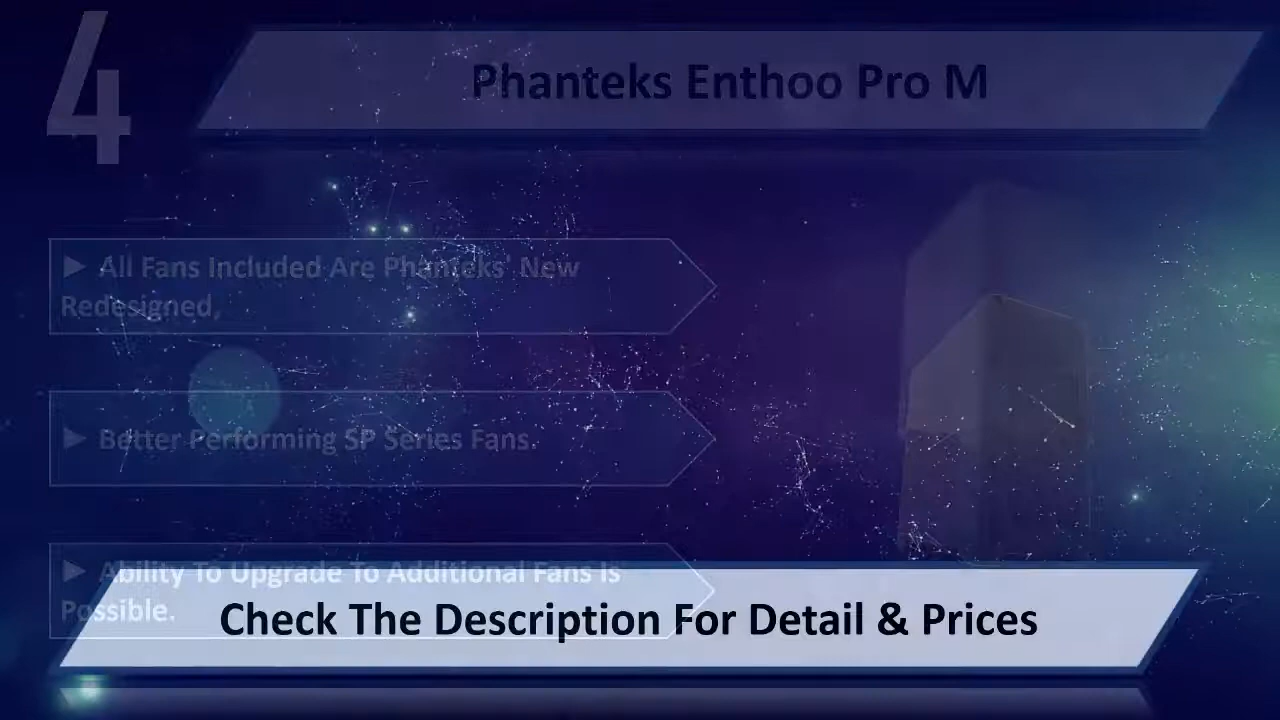 4
Phanteks Enthoo Pro M
► All Fans Included Are Phanteks' New
Redesigned,
► Better Performing SP Series Fans.
► Ability To Upgrade To Additional Fans Is
Possible.
Check The Description For Detail & Prices